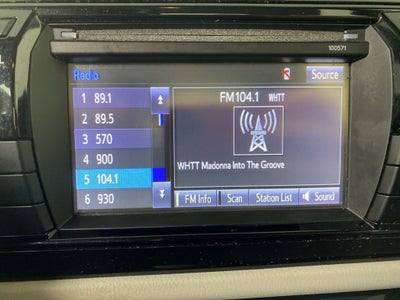 100571
Radio
Source
1 89.1
2 89.5
3 570
4 900
5 104.1
6 930
FM104.1 WHTT
WHTT Madonna Into The Groove
FM Info
Scan
Station List
Sound